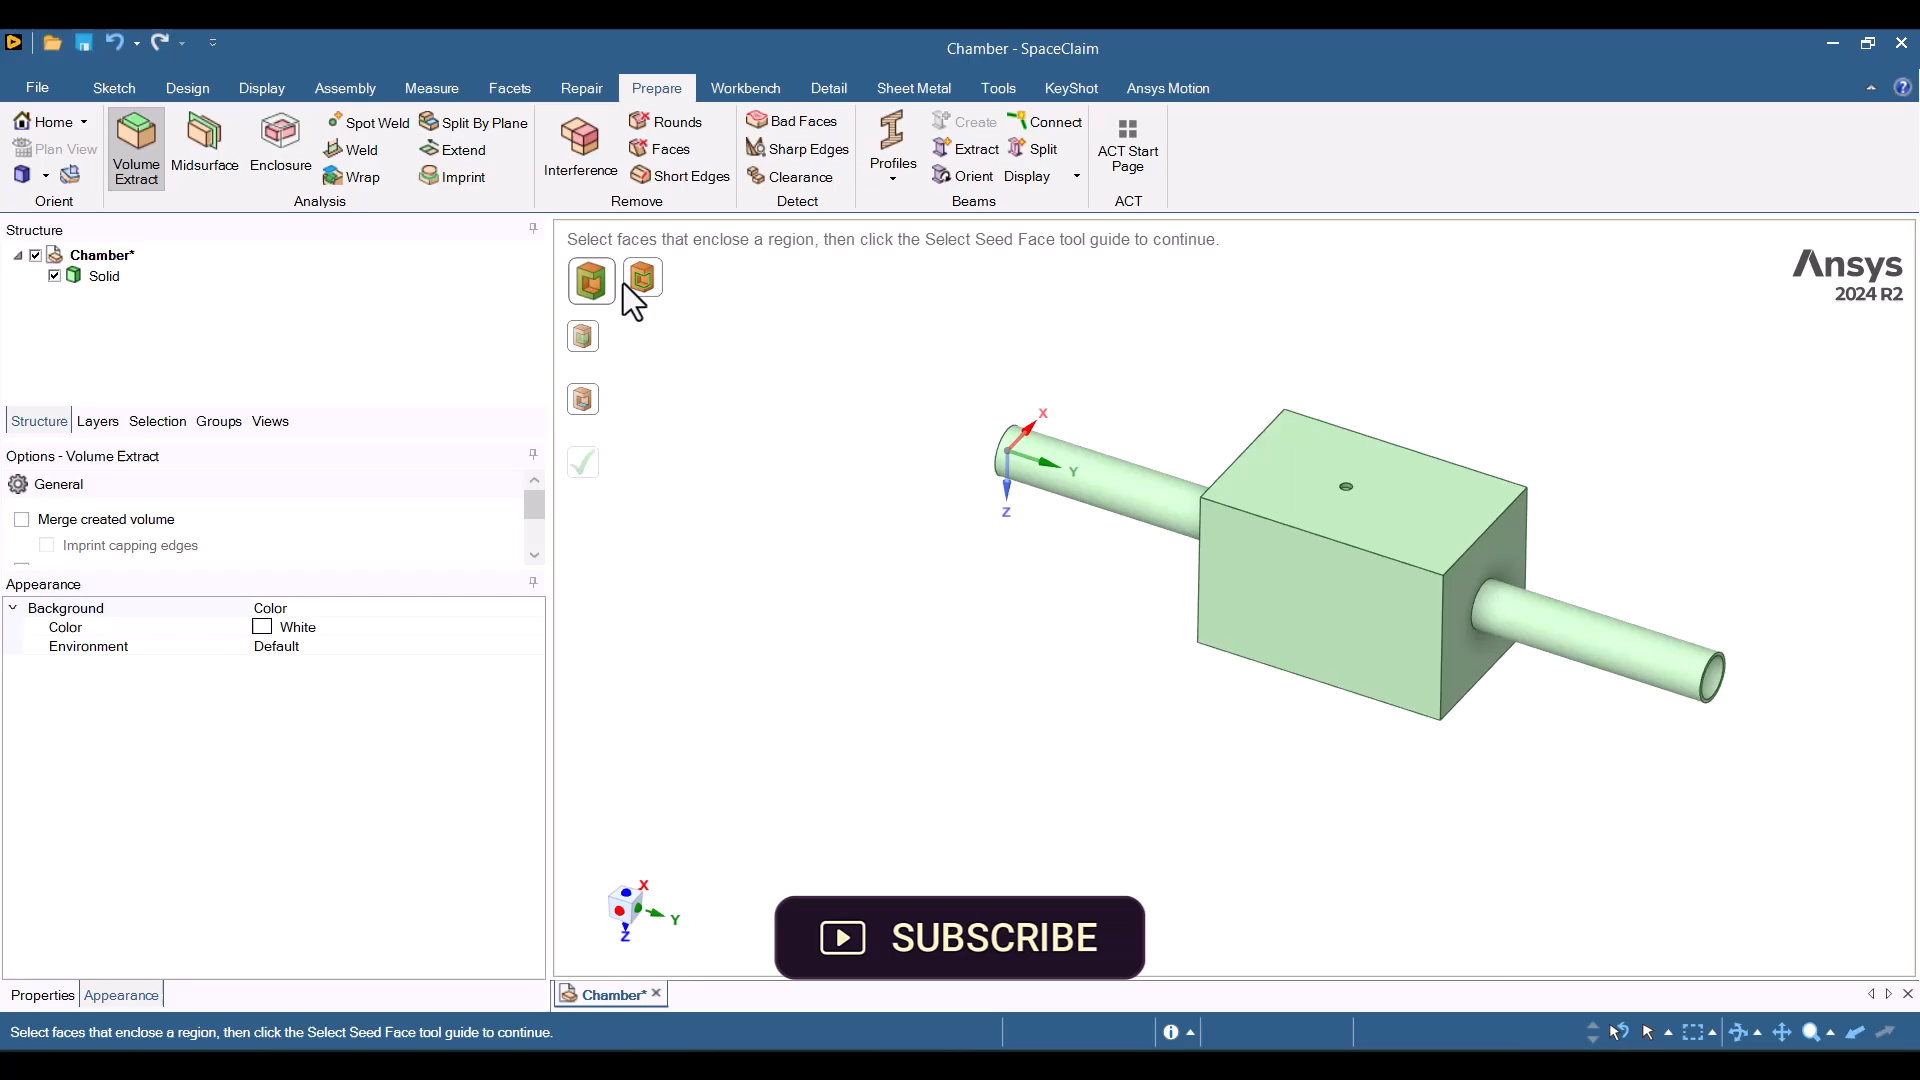 Chamber - SpaceClaim
File Sketch Design Display Assembly Measure Facets Repair Prepare Workbench Detail Sheet Metal Tools KeyShot Ansys Motion
Home
Plan View
Orient
Volume Extract
Midsurface
Enclosure
Spot Weld
Weld
Wrap
Split By Plane
Extend
Imprint
Analysis
Interference
Rounds
Faces
Short Edges
Remove
Bad Faces
Sharp Edges
Clearance
Detect
Profiles
Create
Extract
Orient
Connect
Split
Display
Beams
ACT Start
Page
ACT
Structure
Chamber*
Solid
Structure Layers Selection Groups Views
Options - Volume Extract
General
Merge created volume
Imprint capping edges
Appearance
Background Color
Color White
Environment Default
Properties Appearance
Select faces that enclose a region, then click the Select Seed Face tool guide to continue.
Ansys
2024 R2
X
Y
Z
X
Y
Z
SUBSCRIBE
Chamber*
Select faces that enclose a region, then click the Select Seed Face tool guide to continue.